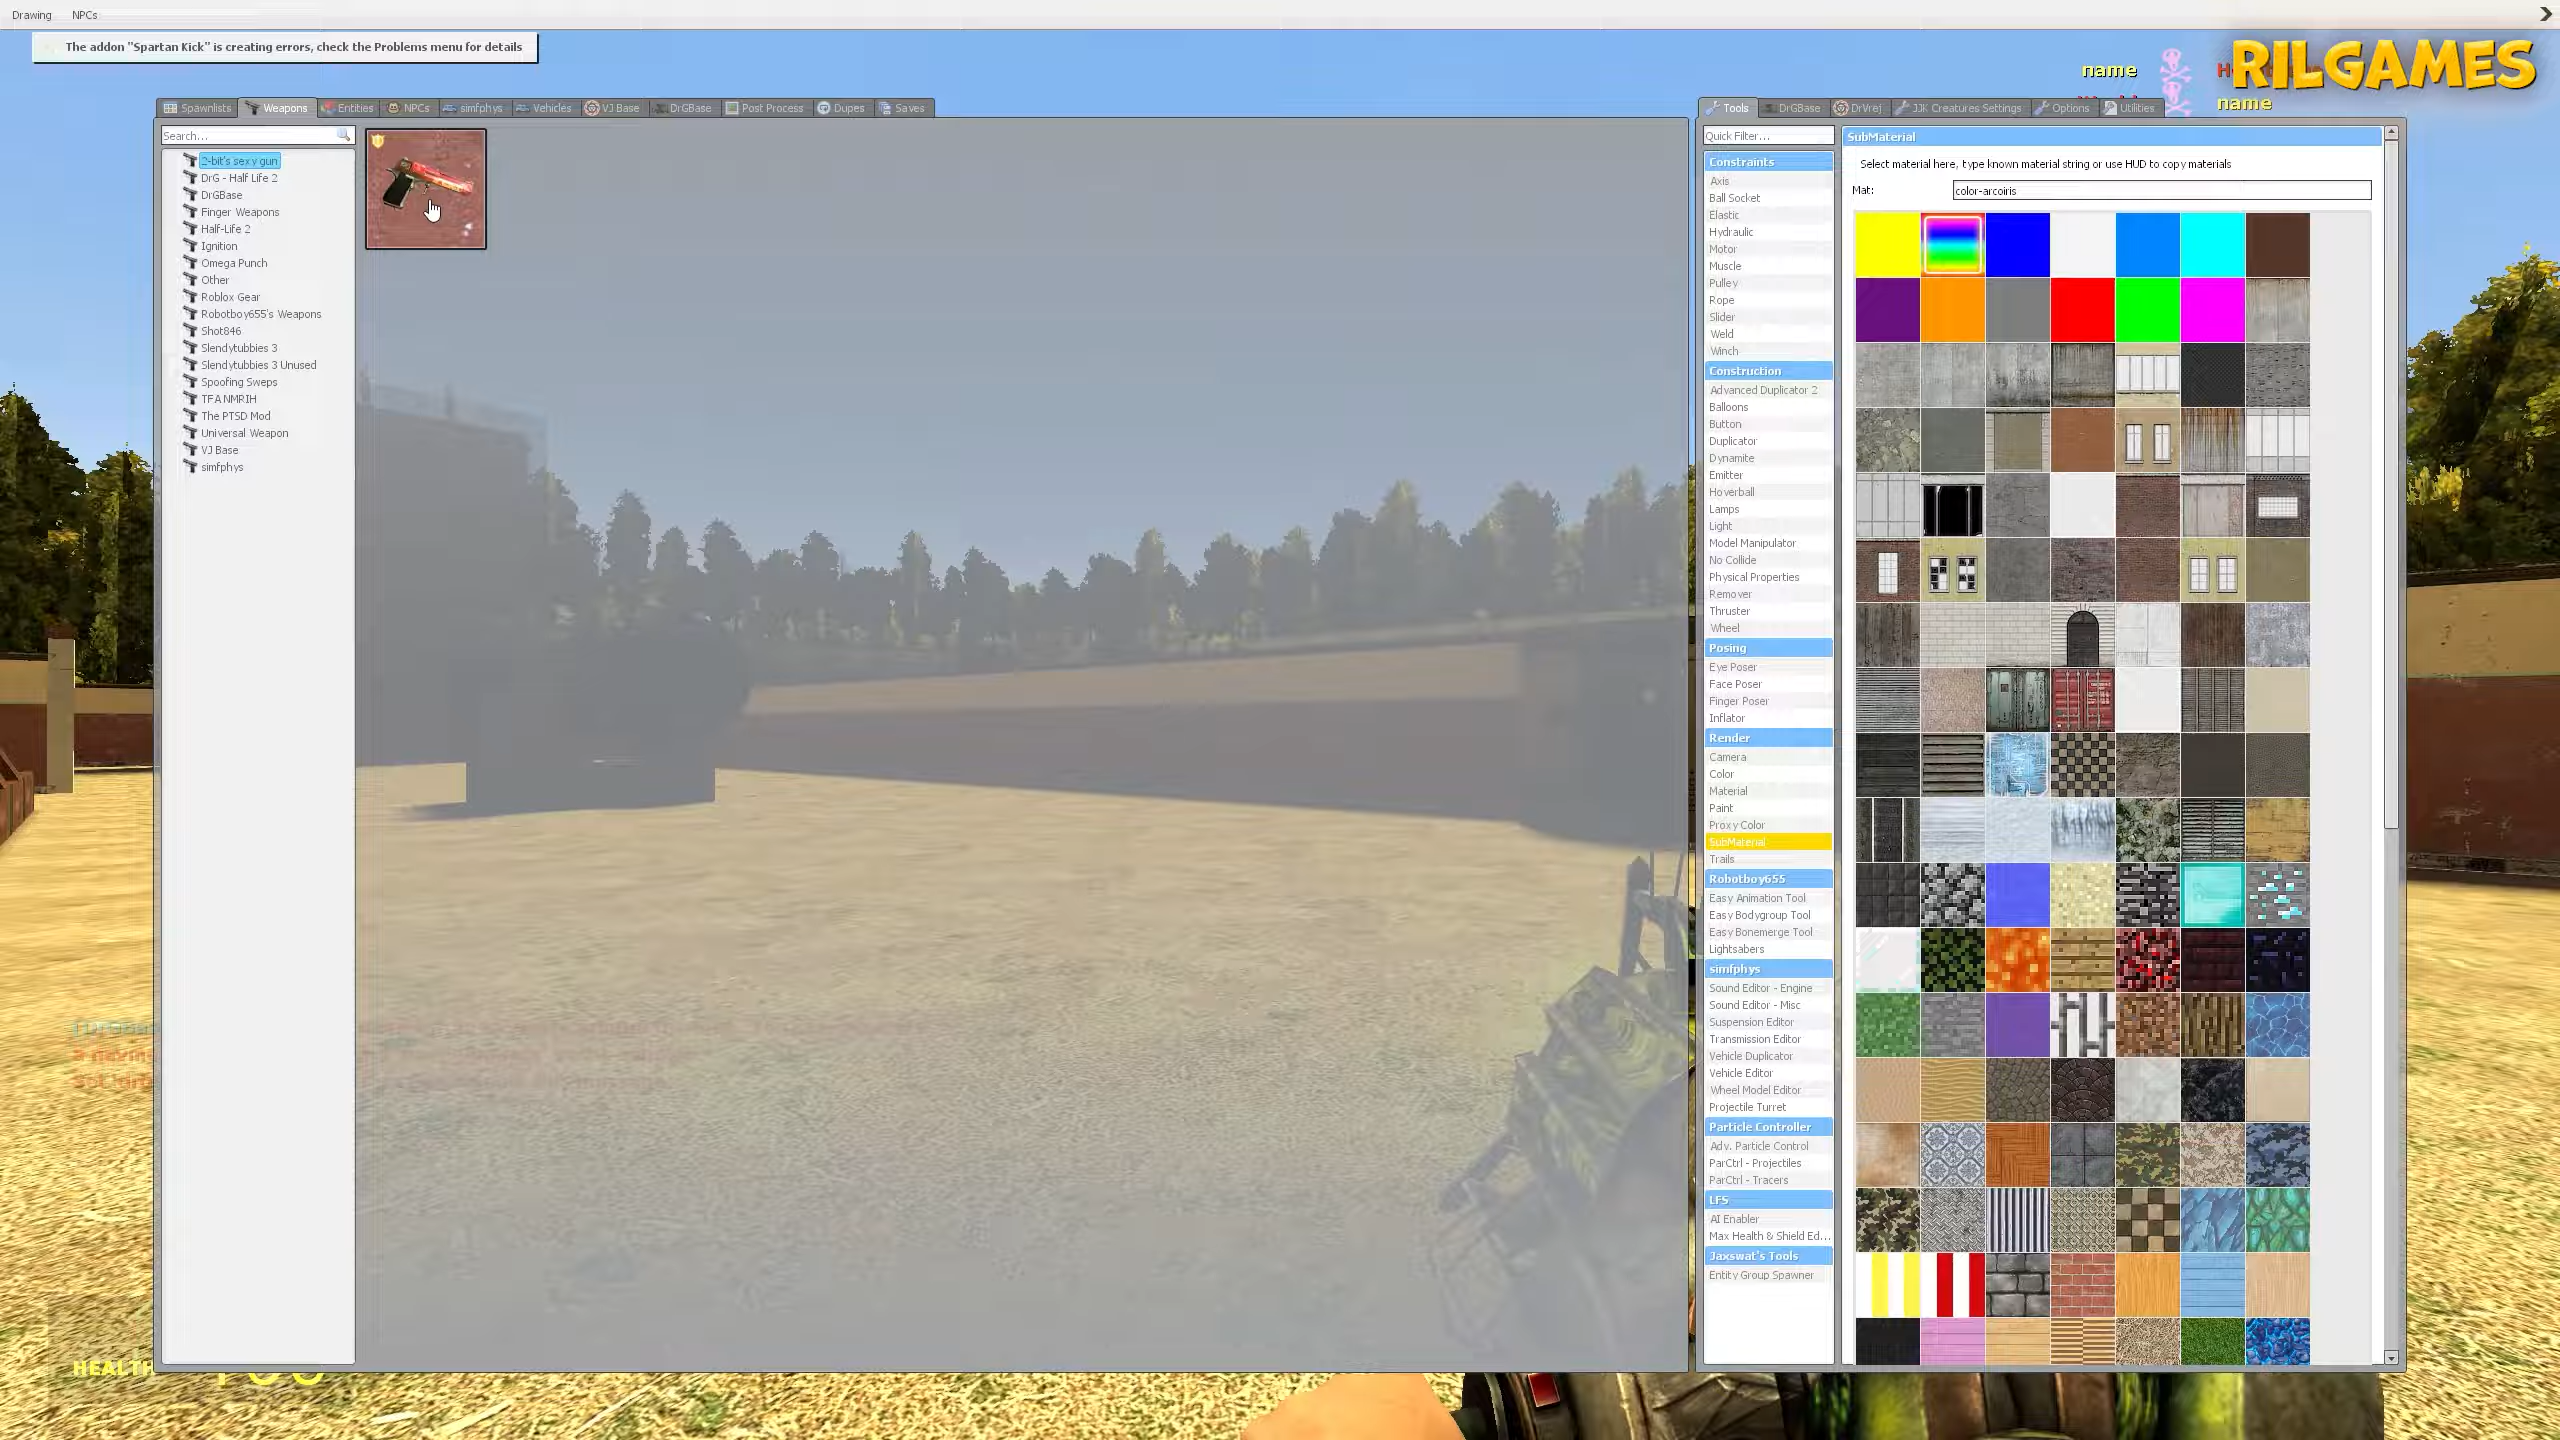 Drawing NPCs
The addon "Spartan Kick" is creating errors, check the Problems menu for details
name
RILGAMES
name
Spawnlists Weapons Entities NPCs simfphys Vehicles VJ Base DrGBase Post Process Dupes Saves
Search...
2-bit's sexy gun
DrG - Half Life 2
DrGBase
Finger Weapons
Half-Life 2
Ignition
Omega Punch
Other
Roblox Gear
Robotboy655's Weapons
Shot846
Slendytubbies 3
Slendytubbies 3 Unused
Spoofing Sweps
TFA NMRIH
The PTSD Mod
Universal Weapon
VJ Base
simfphys
HEALTH
Tools DrGBase DrVrej JJK Creatures Settings Options Utilities
Quick Filter...
Constraints
Axis
Ball Socket
Elastic
Hydraulic
Motor
Muscle
Pulley
Rope
Slider
Weld
Winch
Construction
Advanced Duplicator 2
Balloons
Button
Duplicator
Dynamite
Emitter
Hoverball
Lamps
Light
Model Manipulator
No Collide
Physical Properties
Remover
Thruster
Wheel
Posing
Eye Poser
Face Poser
Finger Poser
Inflator
Render
Camera
Color
Material
Paint
Proxy Color
SubMaterial
Trails
Robotboy655
Easy Animation Tool
Easy Bodygroup Tool
Easy Bonemerge Tool
Lightsabers
simfphys
Sound Editor - Engine
Sound Editor - Misc
Suspension Editor
Transmission Editor
Vehicle Duplicator
Vehicle Editor
Wheel Model Editor
Projectile Turret
Particle Controller
Adv. Particle Control
ParCtrl - Projectiles
ParCtrl - Tracers
LFS
AI Enabler
Max Health & Shield Ed...
Jaxswat's Tools
Entity Group Spawner
SubMaterial
Select material here, type known material string or use HUD to copy materials
Mat: color-arcoiris